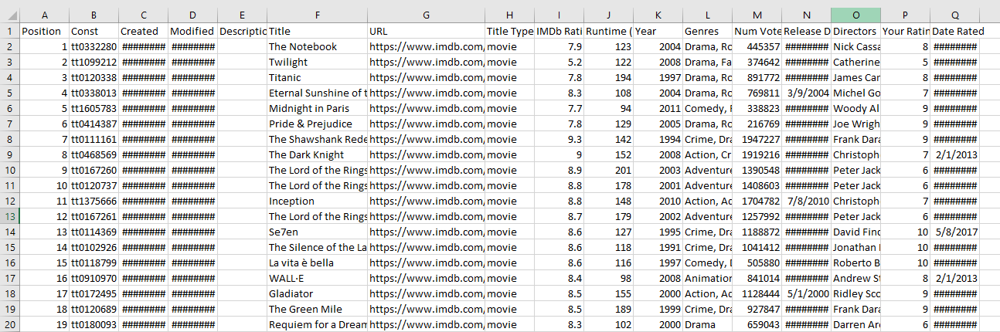 A B C D E F G H I J K L M N O P Q
1 Position Const Created Modified Descriptic Title URL Title Type IMDb Rati Runtime ( Year Genres Num Vote Release D Directors Your Ratin Date Rated
2 1 tt0332280 ######## ######## The Notebook https://www.imdb.com/ movie 7.9 123 2004 Drama, Ro 445357 ######## Nick Cassa 8 ########
3 2 tt1099212 ######## ######## Twilight https://www.imdb.com/ movie 5.2 122 2008 Drama, Fa 374642 ######## Catherine 5 ########
4 3 tt0120338 ######## ######## Titanic https://www.imdb.com/ movie 7.8 194 1997 Drama, Ro 891772 ######## James Car 8 ########
5 4 tt0338013 ######## ######## Eternal Sunshine of t https://www.imdb.com/ movie 8.3 108 2004 Drama, Ro 769811 3/9/2004 Michel Go 7 ########
6 5 tt1605783 ######## ######## Midnight in Paris https://www.imdb.com/ movie 7.7 94 2011 Comedy, F 338823 ######## Woody Al 9 ########
7 6 tt0414387 ######## ######## Pride & Prejudice https://www.imdb.com/ movie 7.8 129 2005 Drama, Ro 216769 ######## Joe Wrigh 9 ########
8 7 tt0111161 ######## ######## The Shawshank Rede https://www.imdb.com/ movie 9.3 142 1994 Crime, Dra 1947227 ######## Frank Dara 9 ########
9 8 tt0468569 ######## ######## The Dark Knight https://www.imdb.com/ movie 9 152 2008 Action, Cr 1919216 ######## Christoph 7 2/1/2013
10 9 tt0167260 ######## ######## The Lord of the Rings https://www.imdb.com/ movie 8.9 201 2003 Adventure 1390548 ######## Peter Jack 6 ########
11 10 tt0120737 ######## ######## The Lord of the Rings https://www.imdb.com/ movie 8.8 178 2001 Adventure 1408603 ######## Peter Jack 6 ########
12 11 tt1375666 ######## ######## Inception https://www.imdb.com/ movie 8.8 148 2010 Action, Ad 1704782 7/8/2010 Christoph 7 ########
13 12 tt0167261 ######## ######## The Lord of the Rings https://www.imdb.com/ movie 8.7 179 2002 Adventure 1257992 ######## Peter Jack 6 ########
14 13 tt0114369 ######## ######## Se7en https://www.imdb.com/ movie 8.6 127 1995 Crime, Dra 1188872 ######## David Finc 10 5/8/2017
15 14 tt0102926 ######## ######## The Silence of the La https://www.imdb.com/ movie 8.6 118 1991 Crime, Dra 1041412 ######## Jonathan 10 ########
16 15 tt0118799 ######## ######## La vita è bella https://www.imdb.com/ movie 8.6 116 1997 Comedy, D 505880 ######## Roberto B 10 ########
17 16 tt0910970 ######## ######## WALL·E https://www.imdb.com/ movie 8.4 98 2008 Animation 841014 ######## Andrew St 8 2/1/2013
18 17 tt0172495 ######## ######## Gladiator https://www.imdb.com/ movie 8.5 155 2000 Action, Ad 1128444 5/1/2000 Ridley Sco 9 ########
19 18 tt0120689 ######## ######## The Green Mile https://www.imdb.com/ movie 8.5 189 1999 Crime, Dra 927847 ######## Frank Dara 9 ########
20 19 tt0180093 ######## ######## Requiem for a Drean https://www.imdb.com/ movie 8.3 102 2000 Drama 659043 ######## Darren Arc 6 ########